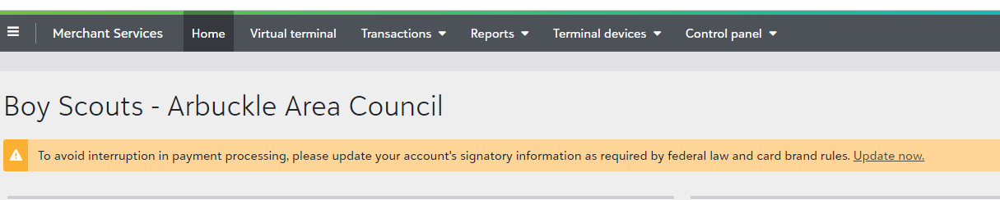 Merchant Services Home Virtual terminal Transactions Reports Terminal devices Control panel
Boy Scouts - Arbuckle Area Council
To avoid interruption in payment processing, please update your account's signatory information as required by federal law and card brand rules. Update now.